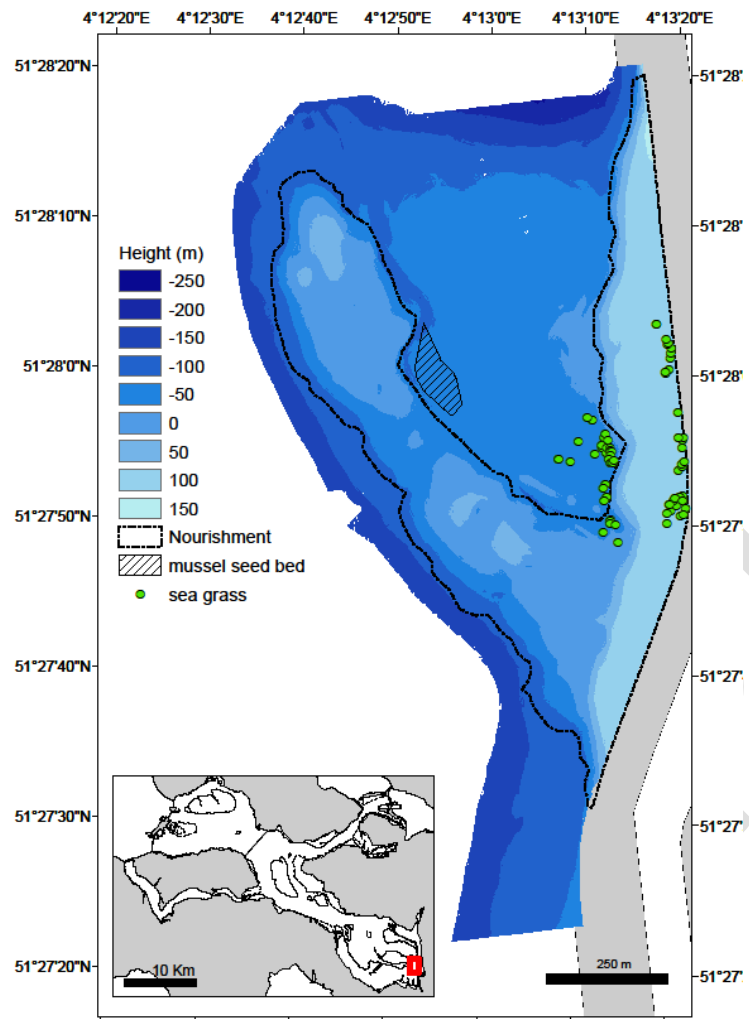 4°12'20"E 4°12'30"E 4°12'40"E 4°12'50"E 4°13'0"E 4°13'10"E 4°13'20"E
51°28'20"N 51°28'
51°28'10"N 51°28'
Height (m)
-250
-200
-150
51°28'0"N 51°28'
-100
-50
0
50
100
150
51°27'50"N 51°27'
Nourishment
mussel seed bed
sea grass
51°27'40"N 51°27'
51°27'30"N 51°27'
51°27'20"N 51°27'
10 Km
250 m